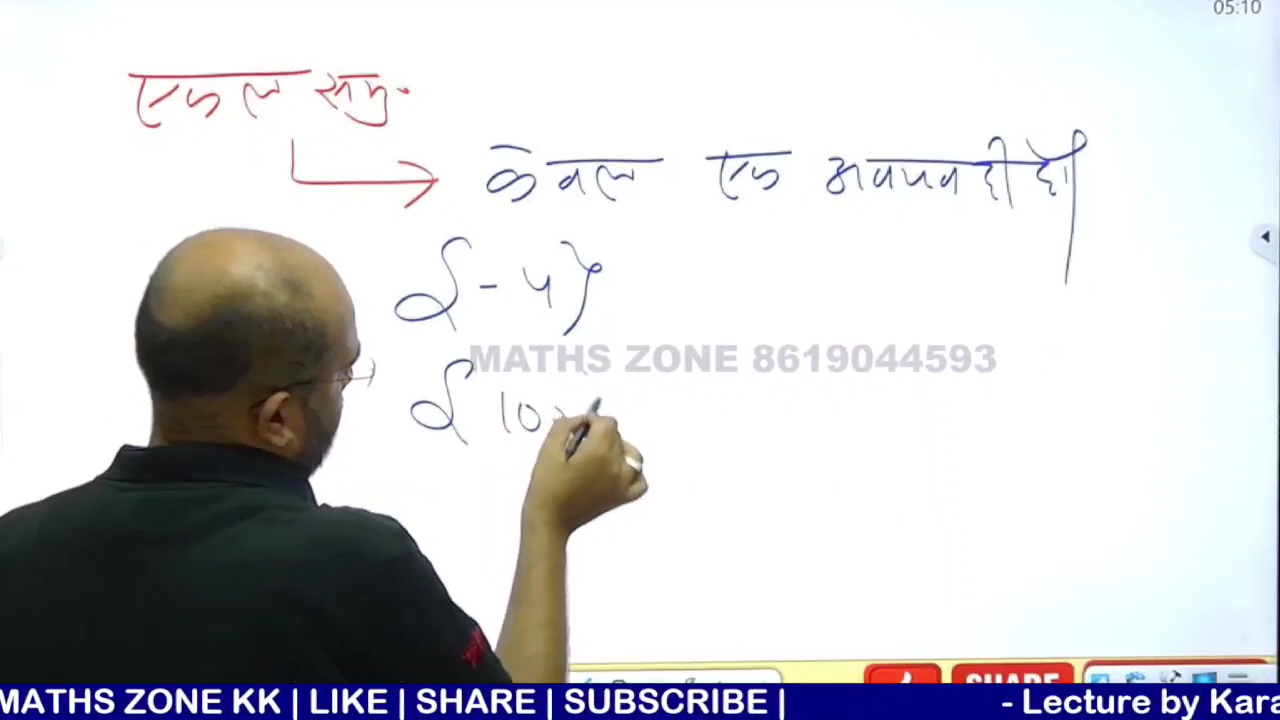 05:10
एकल समु.
केवल एक अवयव ही हो
{-4}
MATHS ZONE 8619044593
{ 10
SHARE
MATHS ZONE KK | LIKE | SHARE | SUBSCRIBE | - Lecture by Kara